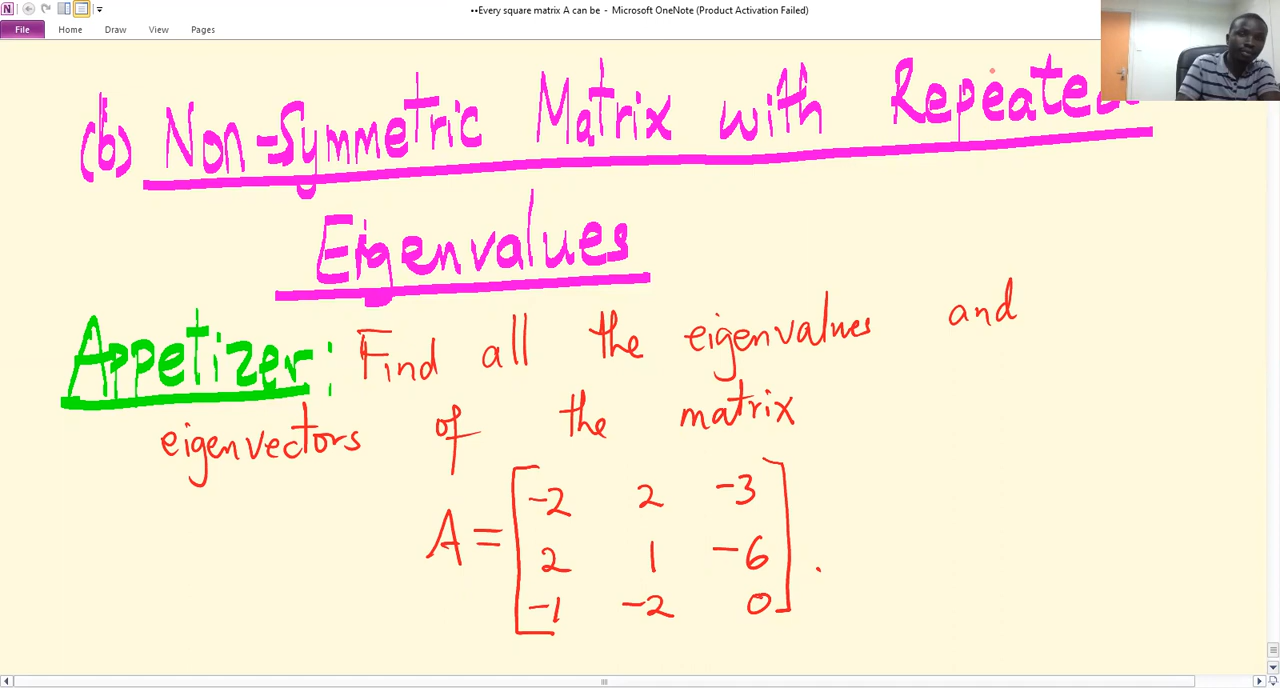 ••Every square matrix A can be - Microsoft OneNote (Product Activation Failed)
File Home Draw View Pages
(b) Non-Symmetric Matrix with Repeated
Eigenvalues
Appetizer: Find all the eigenvalues and
eigenvectors of the matrix
-2 2 -3
A = 2 1 -6 .
-1 -2 0